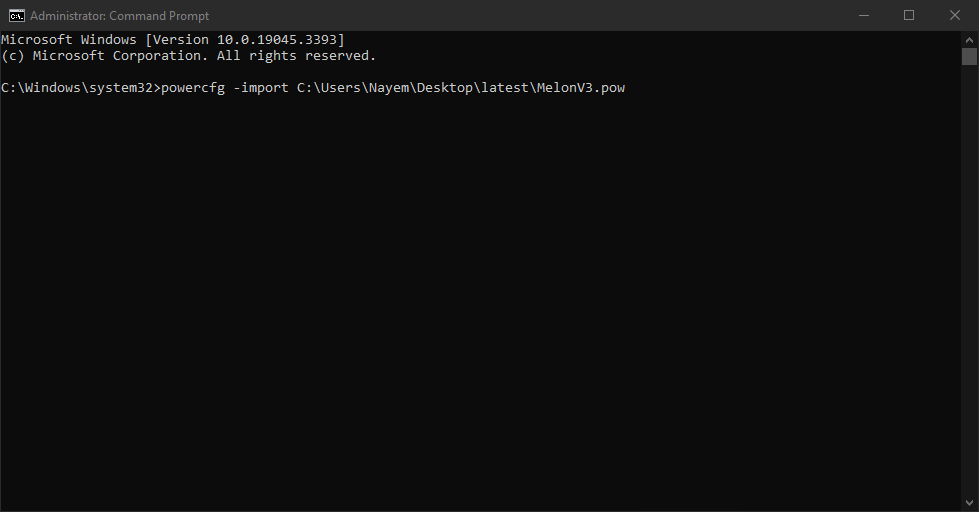 Administrator: Command Prompt
Microsoft Windows [Version 10.0.19045.3393]
(c) Microsoft Corporation. All rights reserved.
C:\Windows\system32>powercfg -import C:\Users\Nayem\Desktop\latest\MelonV3.pow